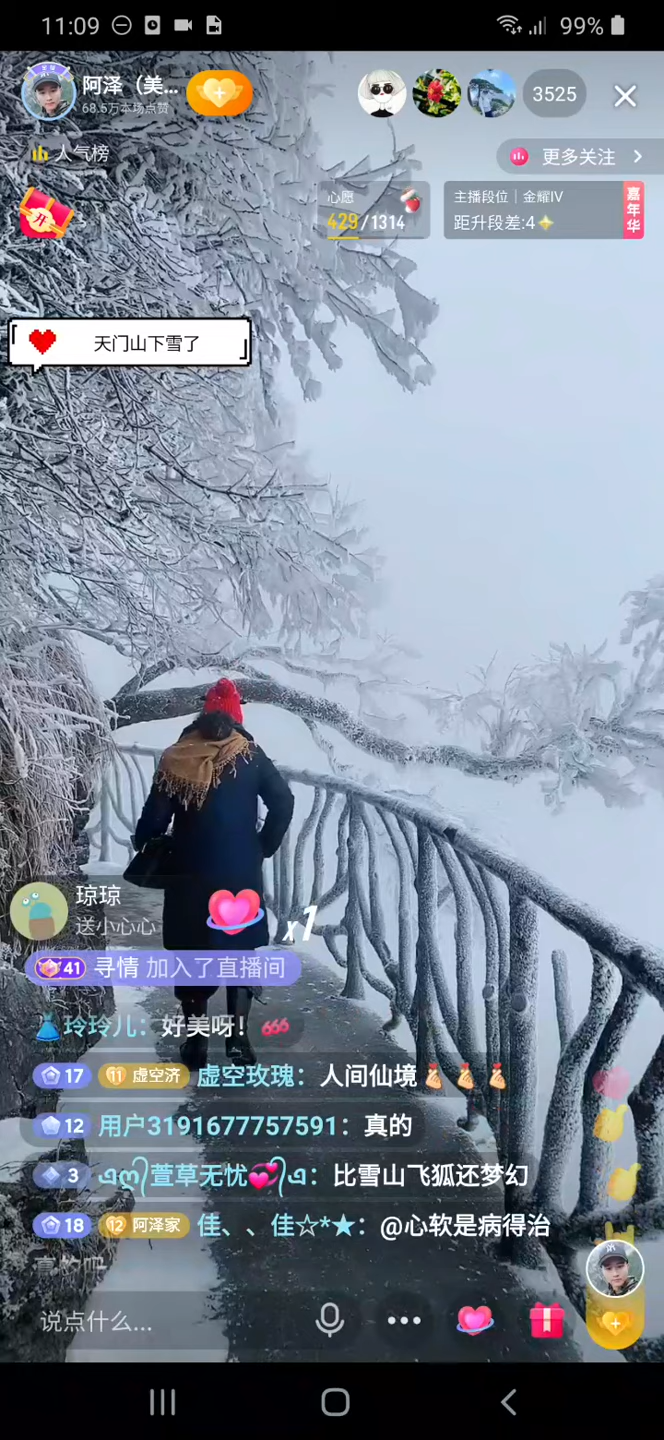 11:09
99%
阿泽（美...
68.5万本场点赞
3525
人气榜
更多关注
开
心愿
429/1314
主播段位｜金耀IV
距升段差:4
嘉年华
天门山下雪了
琼琼
送小心心
x1
41 寻情 加入了直播间
玲玲儿：好美呀！666
17 11 虚空济 虚空玫瑰：人间仙境
12 用户3191677757591：真的
3 萱草无忧：比雪山飞狐还梦幻
18 12 阿泽家 佳、、佳☆*★：@心软是病得治
说点什么...